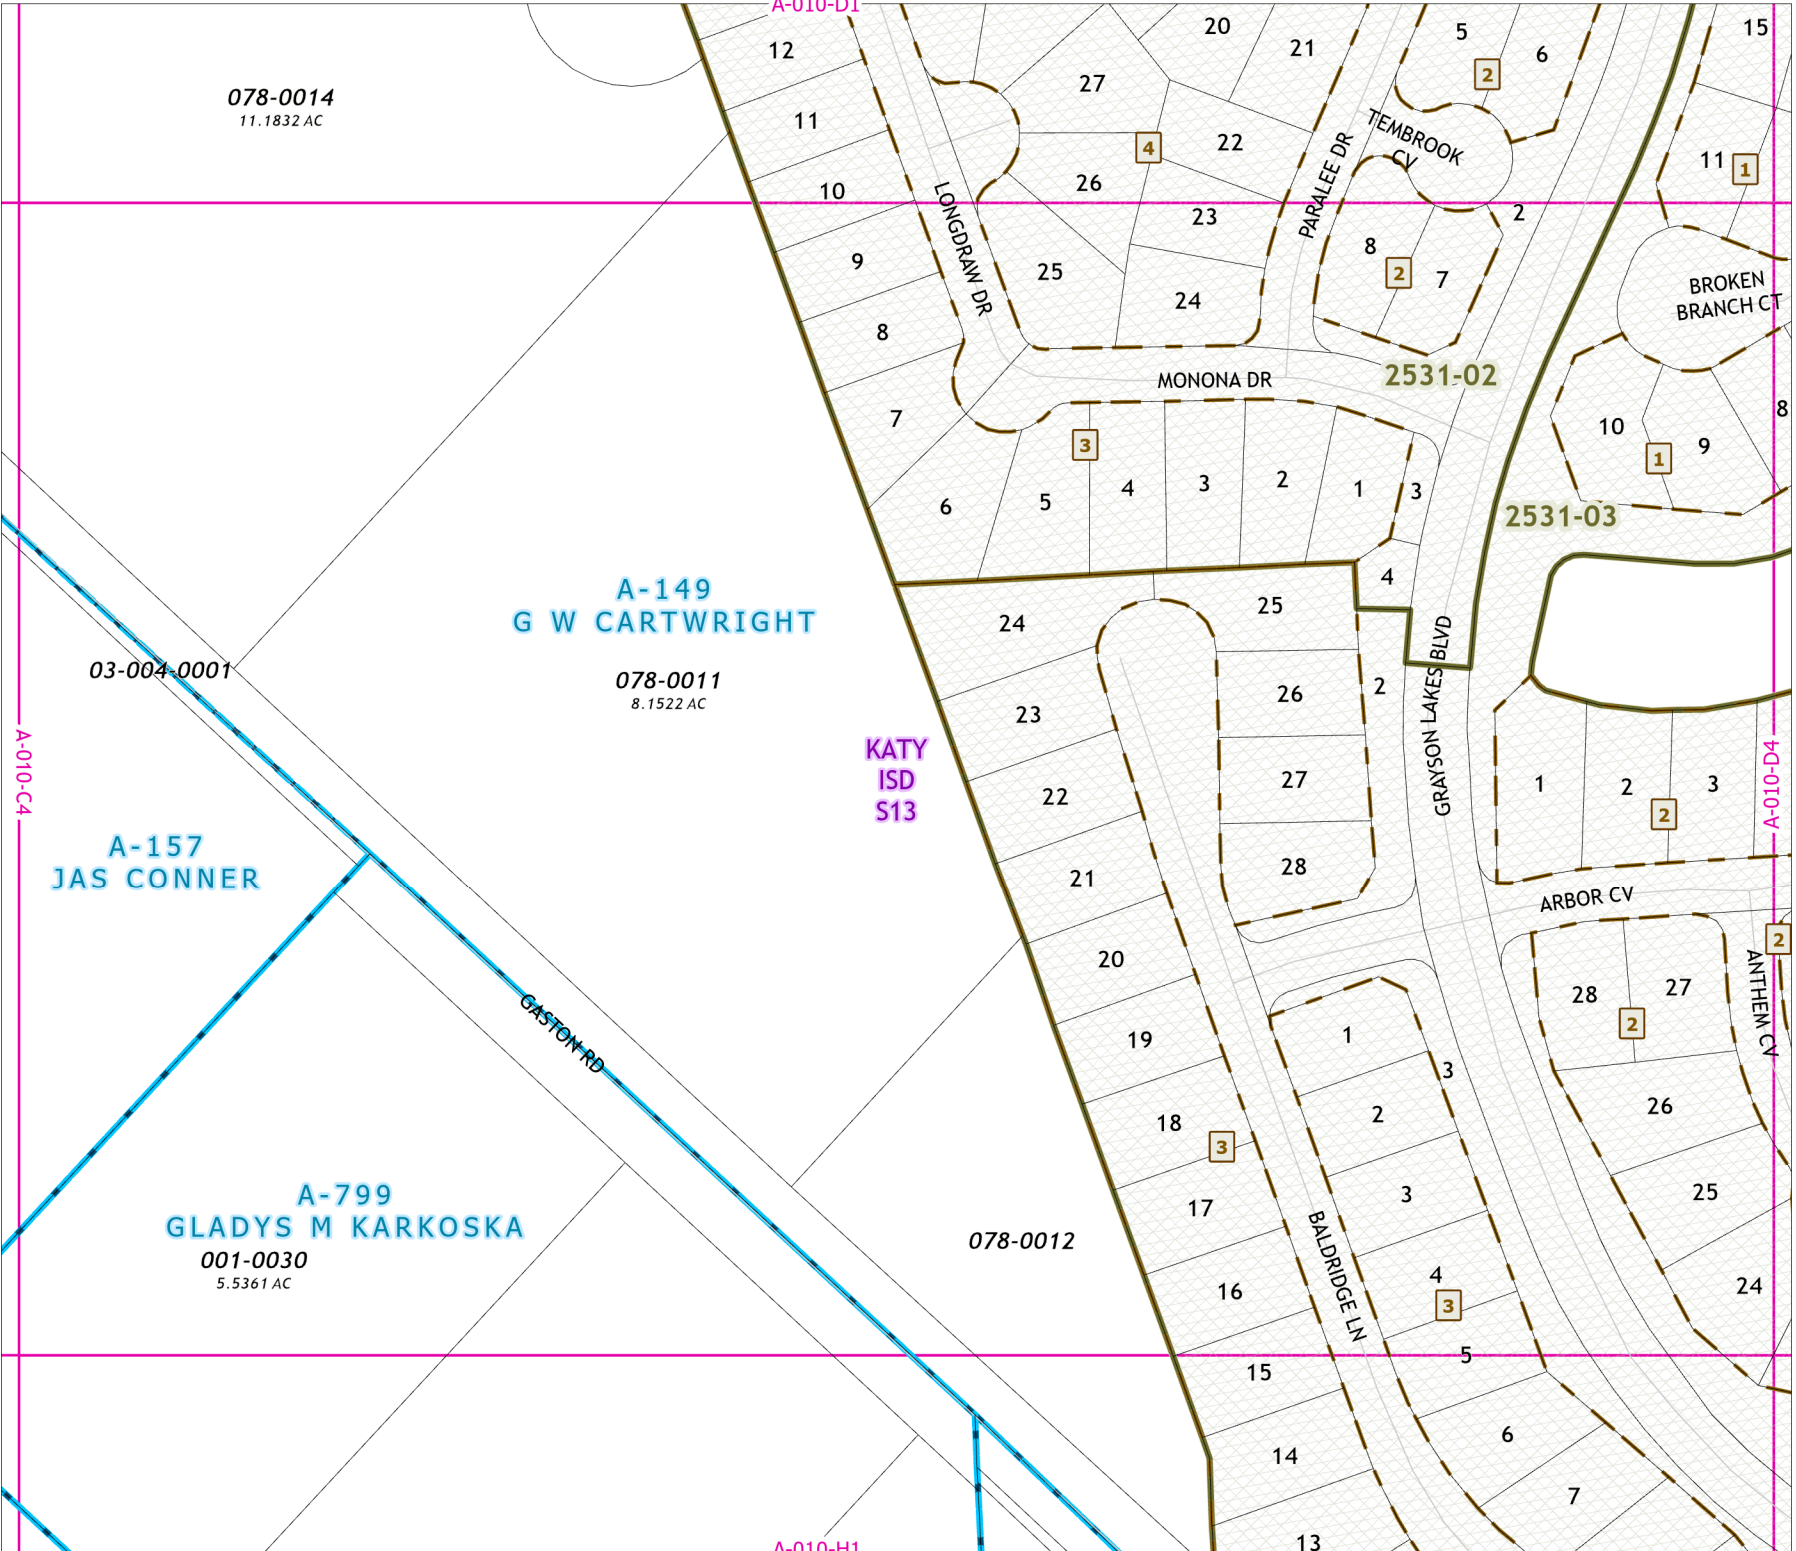 A-010-D1
12
20
21
5
6
2
15
078-0014
11.1832 AC
27
11
4
22
TEMBROOK
CV
11
1
10
26
23
PARALEE DR
2
LONGDRAW DR
9
25
24
8
2
7
BROKEN
BRANCH CT
8
MONONA DR
2531-02
7
3
10
9
8
1
6
5
4
3
2
1
3
2531-03
A-149
G W CARTWRIGHT
24
25
4
03-004-0001
078-0011
8.1522 AC
26
2
GRAYSON LAKES BLVD
23
KATY
ISD
S13
27
1
2
3
2
A-010-C4
A-010-D4
22
A-157
JAS CONNER
21
28
ARBOR CV
20
2
28
27
2
ANTHEM CV
GASTON RD
19
1
3
18
2
26
3
A-799
GLADYS M KARKOSKA
001-0030
5.5361 AC
078-0012
17
3
25
BALDRIDGE LN
16
4
3
24
15
5
14
6
7
13
A-010-H1